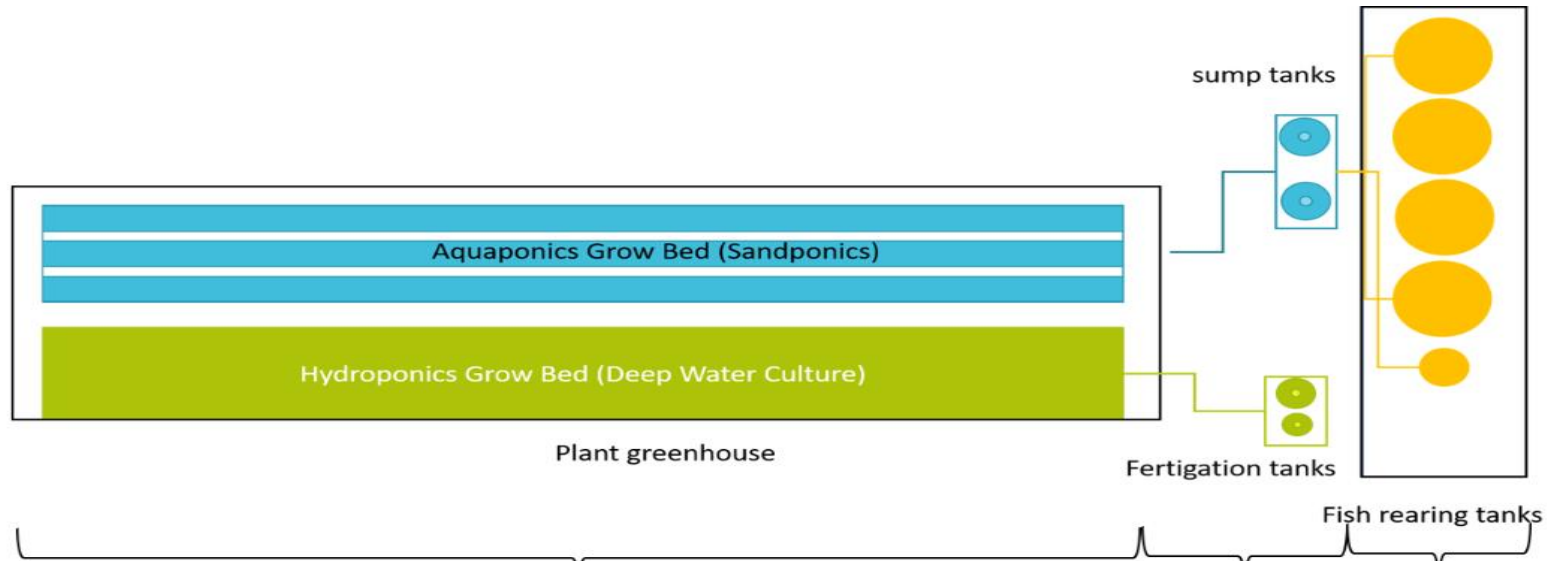 sump tanks
Aquaponics Grow Bed (Sandponics)
Hydroponics Grow Bed (Deep Water Culture)
Plant greenhouse
Fertigation tanks
Fish rearing tanks